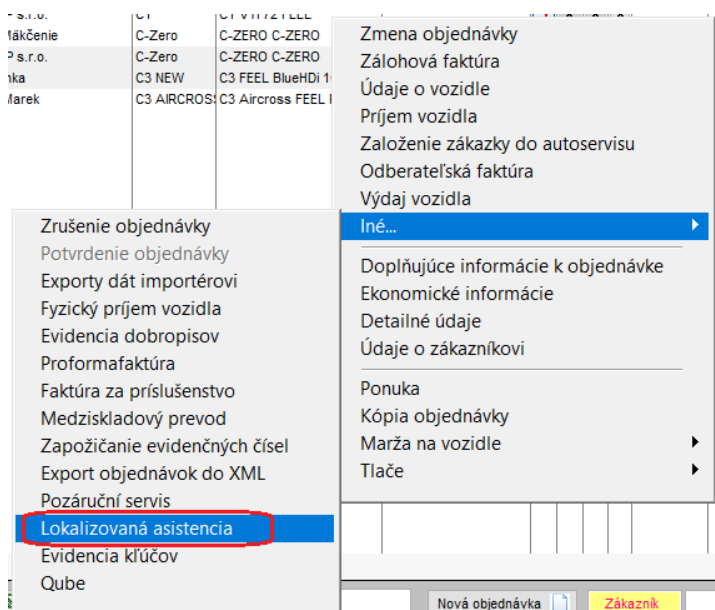 s.r.o. C1
Mäkčenie C-Zero C-ZERO C-ZERO
P s.r.o. C-Zero C-ZERO C-ZERO
nka C3 NEW C3 FEEL BlueHDi 1
Marek C3 AIRCROSS C3 Aircross FEEL
Zmena objednávky
Zálohová faktúra
Údaje o vozidle
Príjem vozidla
Založenie zákazky do autoservisu
Odberateľská faktúra
Výdaj vozidla
Iné...
Doplňujúce informácie k objednávke
Ekonomické informácie
Detailné údaje
Údaje o zákazníkovi
Ponuka
Kópia objednávky
Marža na vozidle
Tlače
Zrušenie objednávky
Potvrdenie objednávky
Exporty dát importérovi
Fyzický príjem vozidla
Evidencia dobropisov
Proformafaktúra
Faktúra za príslušenstvo
Medziskladový prevod
Zapožičanie evidenčných čísel
Export objednávok do XML
Pozáruční servis
Lokalizovaná asistencia
Evidencia kľúčov
Qube
Nová objednávka
Zákazník